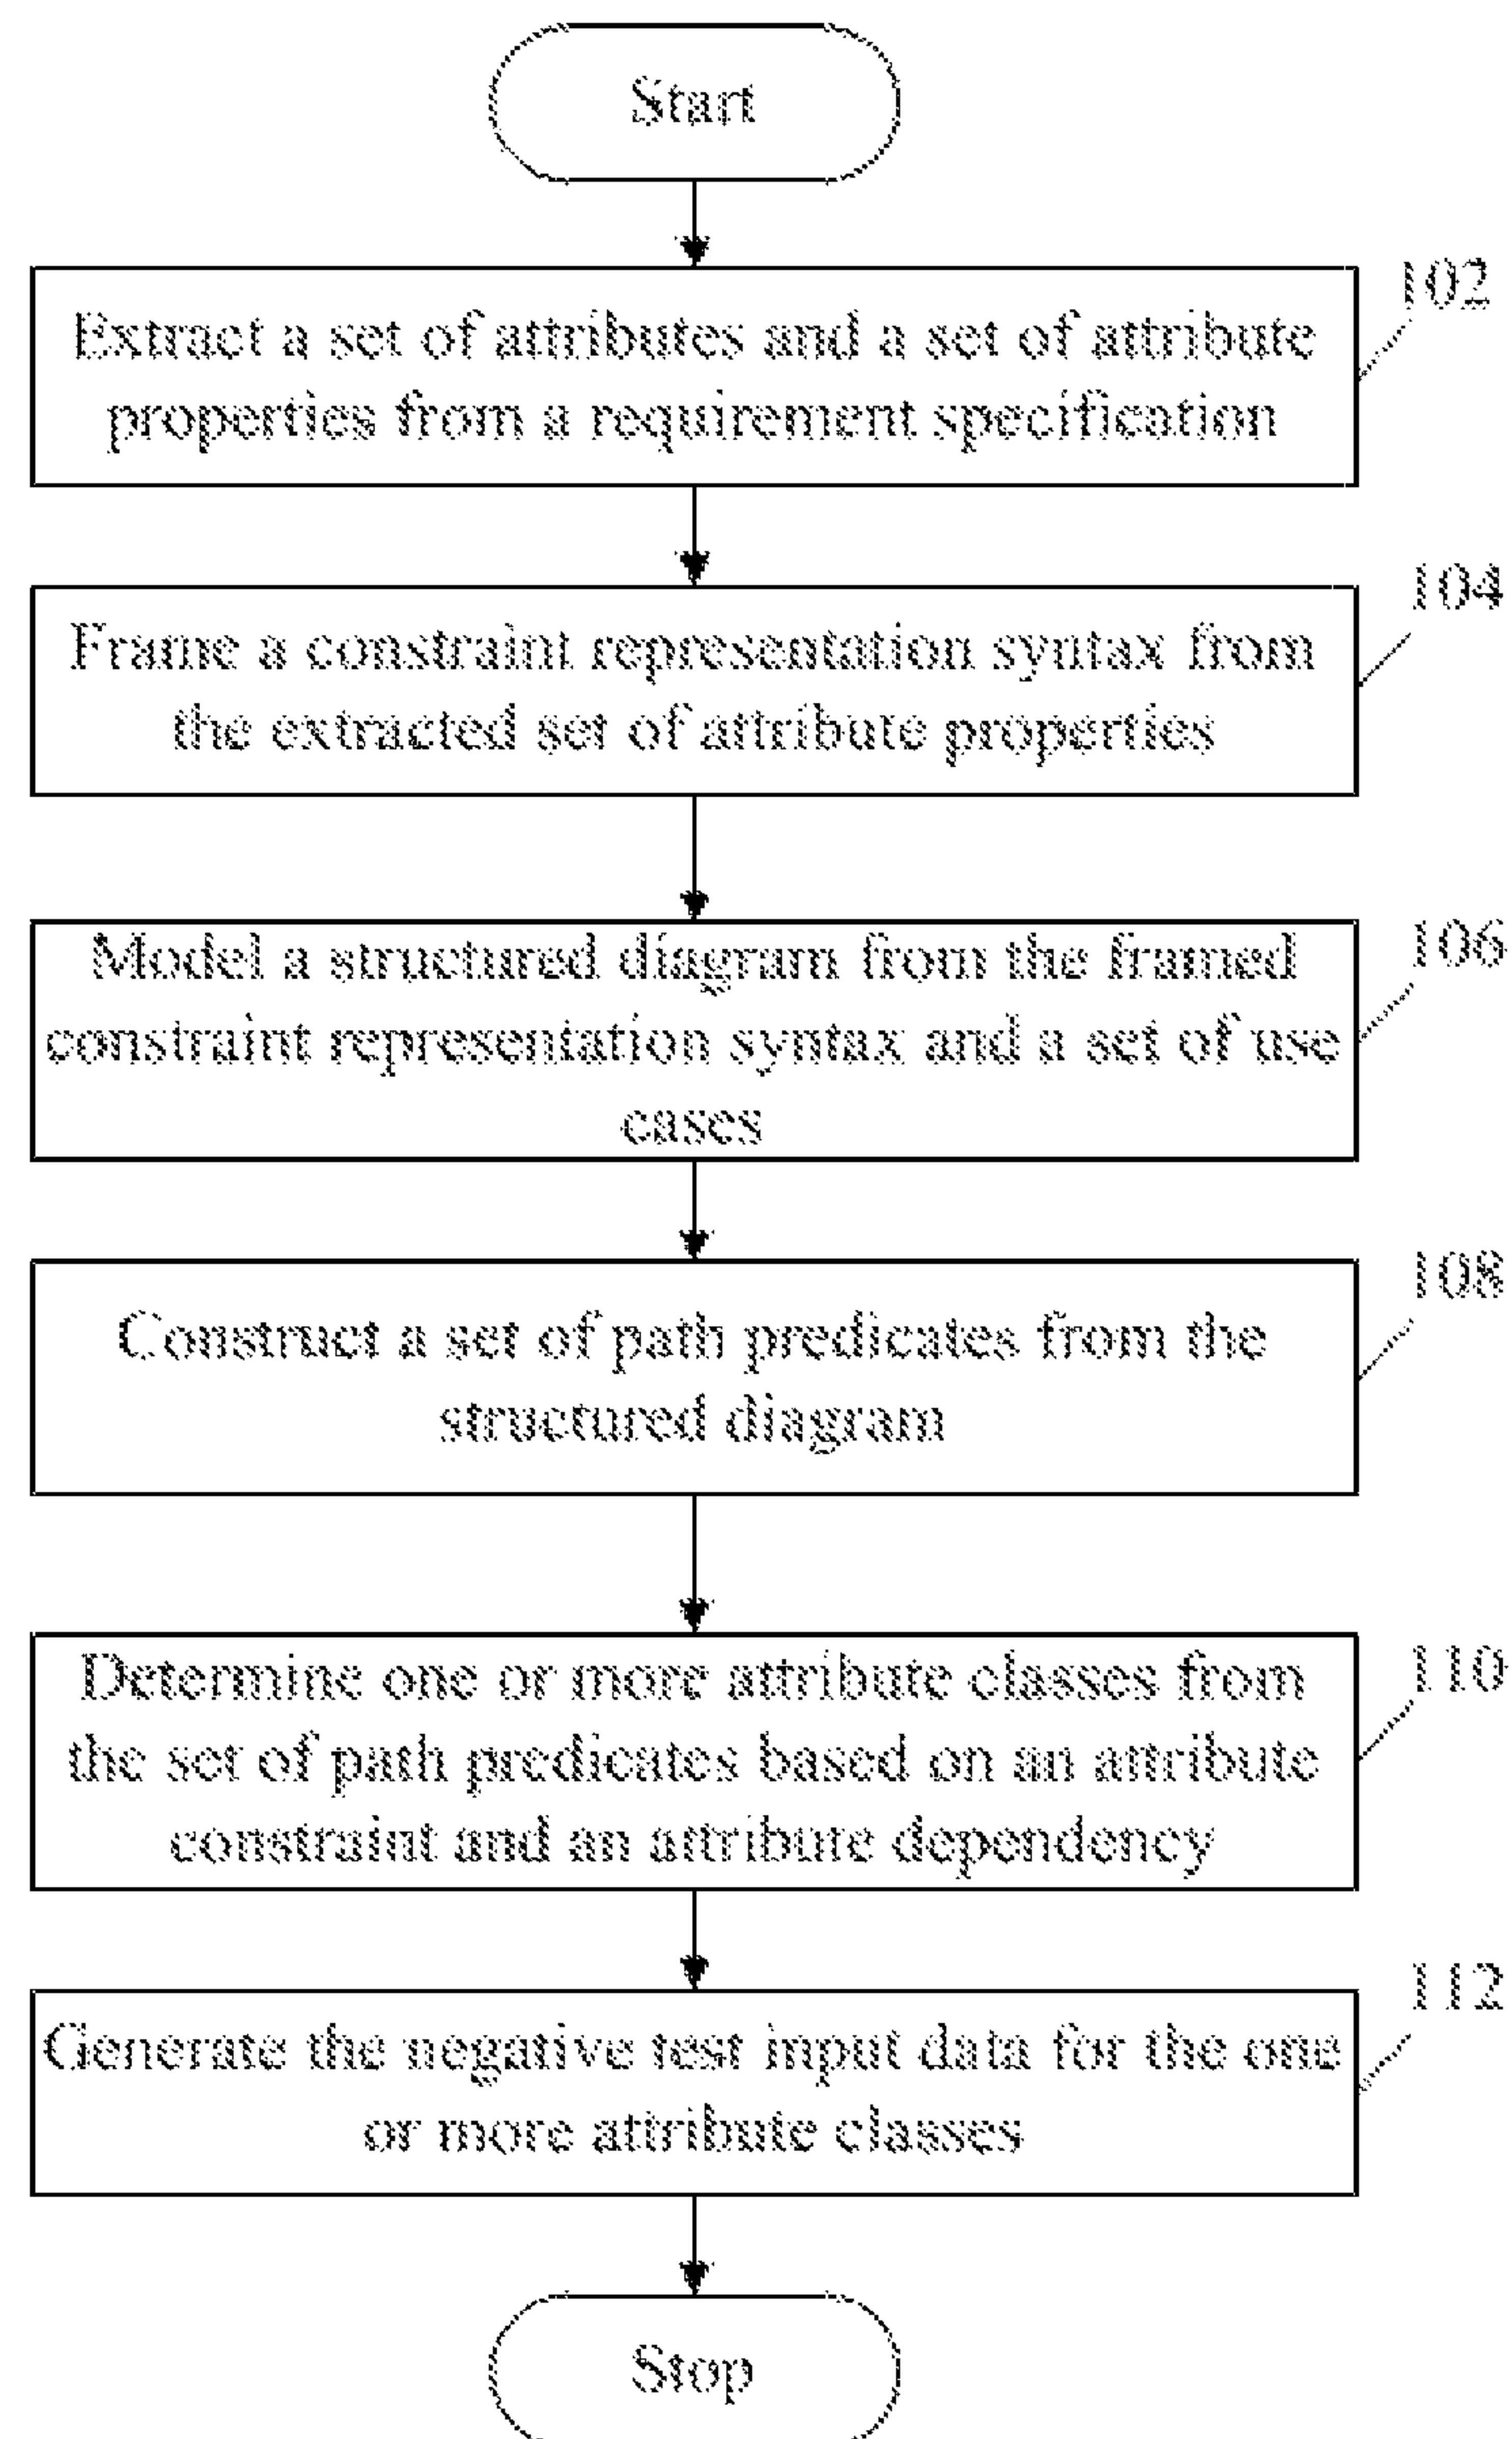 Start
102
Extract a set of attributes and a set of attribute
properties from a requirement specification
104
Frame a constraint representation syntax from
the extracted set of attribute properties
106
Model a structured diagram from the framed
constraint representation syntax and a set of use
cases
108
Construct a set of path predicates from the
structured diagram
110
Determine one or more attribute classes from
the set of path predicates based on an attribute
constraint and an attribute dependency
112
Generate the negative test input data for the one
or more attribute classes
Stop